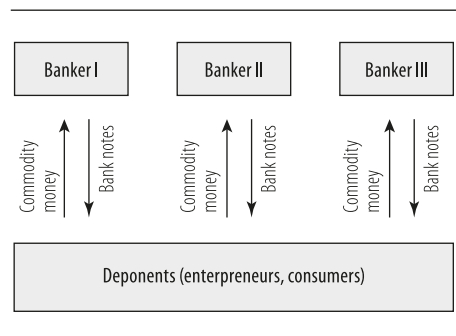 Banker I
Banker II
Banker III
Commodity
money
Bank notes
Commodity
money
Bank notes
Commodity
money
Bank notes
Deponents (enterpreneurs, consumers)